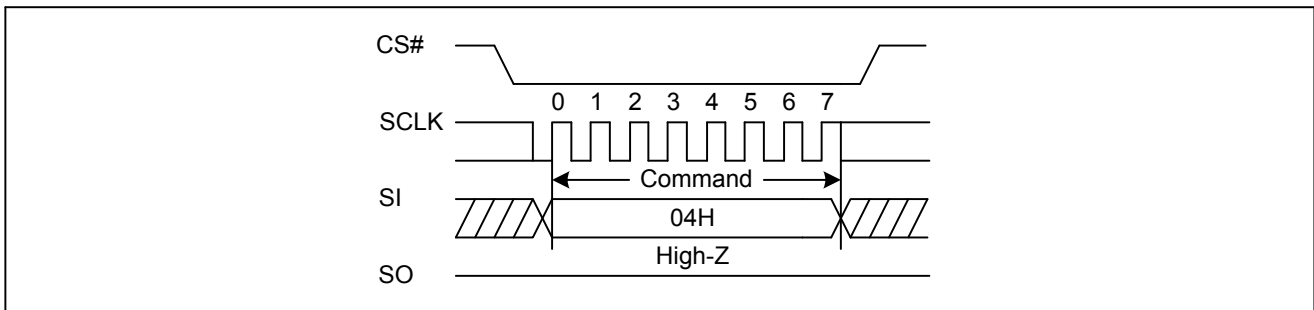 CS#
0 1 2 3 4 5 6 7
SCLK
Command
SI
04H
High-Z
SO